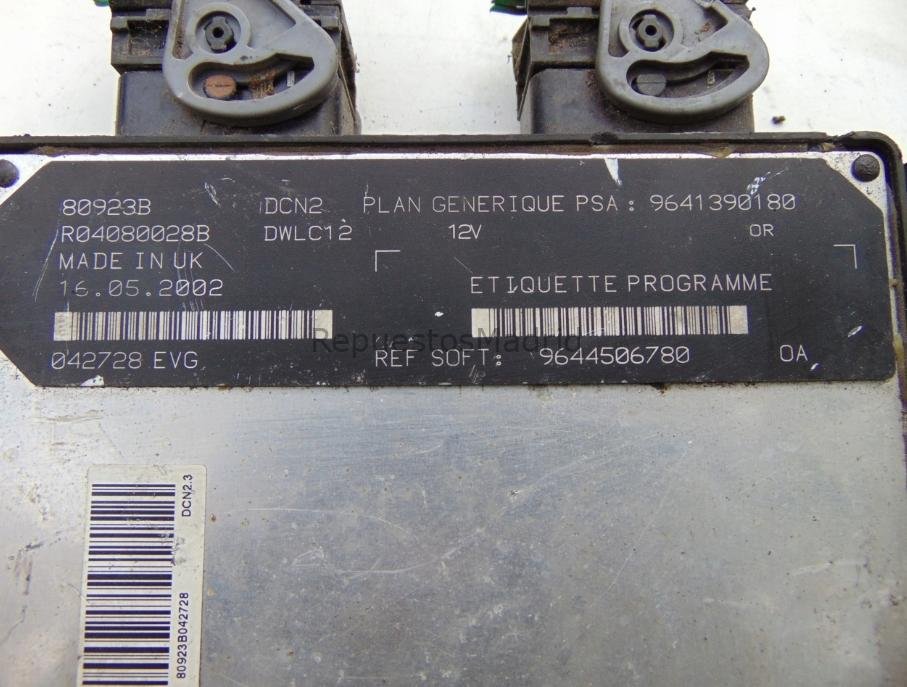 80923B DCN2 PLAN GENERIQUE PSA: 9641390180
R04080028B DWLC12 12V OR
MADE IN UK
16.05.2002 ETIQUETTE PROGRAMME
RepuestosMadrid
042728 EVG REF SOFT: 9644506780 0A
DCN2.3
80923B042728